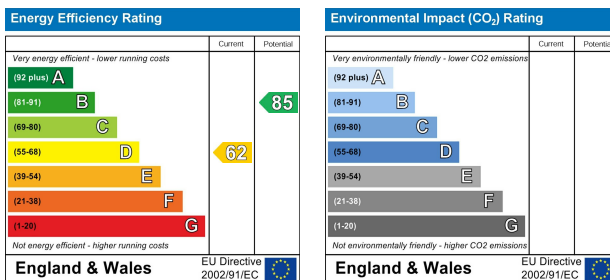 Energy Efficiency Rating
Current Potential
Very energy efficient - lower running costs
(92 plus) A
(81-91) B
85
(69-80) C
(55-68) D
62
(39-54) E
(21-38) F
(1-20) G
Not energy efficient - higher running costs
England & Wales
EU Directive
2002/91/EC
Environmental Impact (CO₂) Rating
Current Potential
Very environmentally friendly - lower CO2 emissions
(92 plus) A
(81-91) B
(69-80) C
(55-68) D
(39-54) E
(21-38) F
(1-20) G
Not environmentally friendly - higher CO2 emissions
England & Wales
EU Directive
2002/91/EC